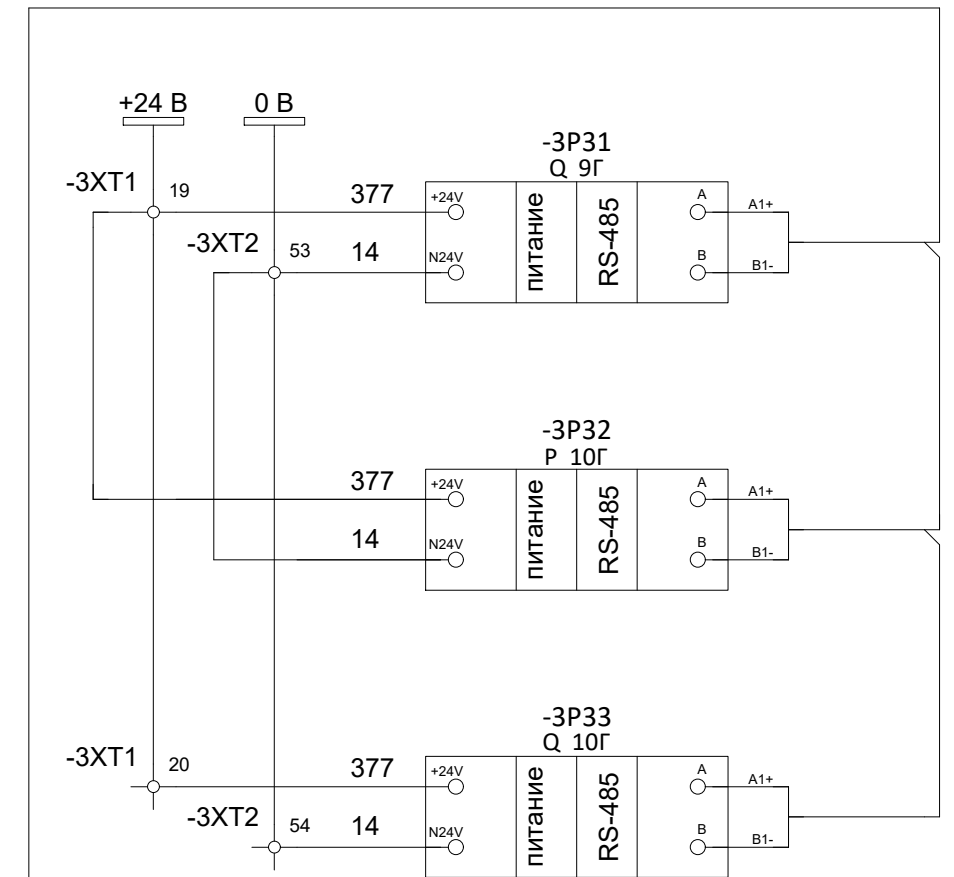 +24 В
0 В
-3P31
Q 9Г
-3XT1
19
377
+24V
питание
RS-485
A
A1+
-3XT2
53
14
N24V
B
B1-
-3P32
P 10Г
377
+24V
питание
RS-485
A
A1+
14
N24V
B
B1-
-3P33
Q 10Г
-3XT1
20
377
+24V
питание
RS-485
A
A1+
-3XT2
54
14
N24V
B
B1-